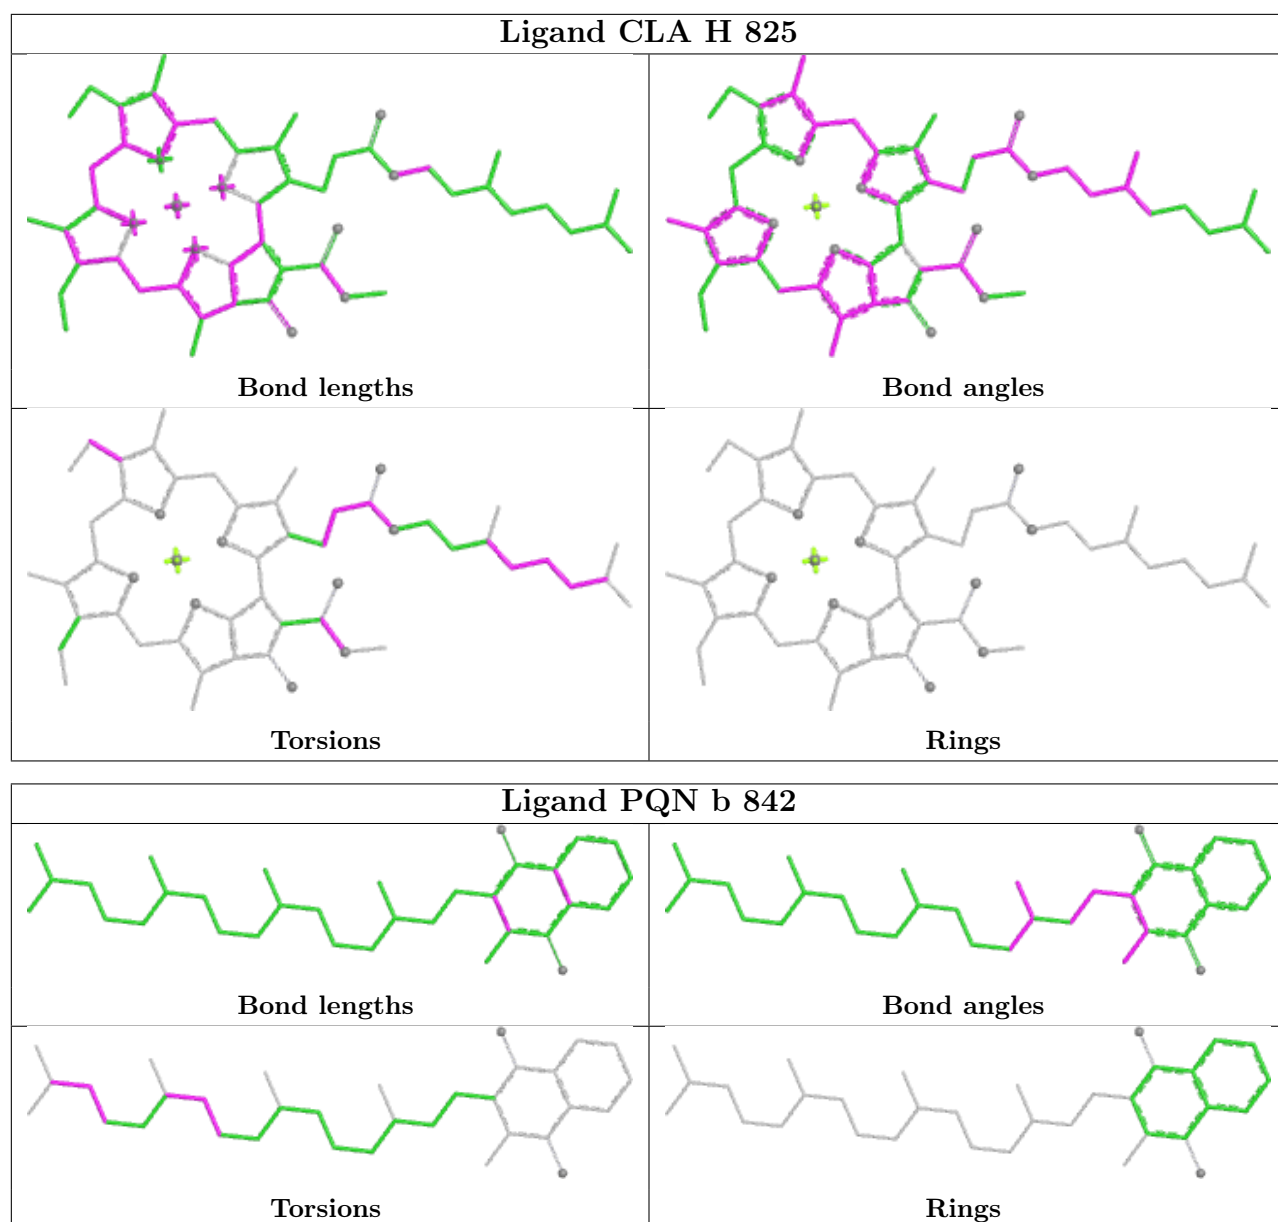 Ligand CLA H 825
Bond lengths
Bond angles
Torsions
Rings
Ligand PQN b 842
Bond lengths
Bond angles
Torsions
Rings